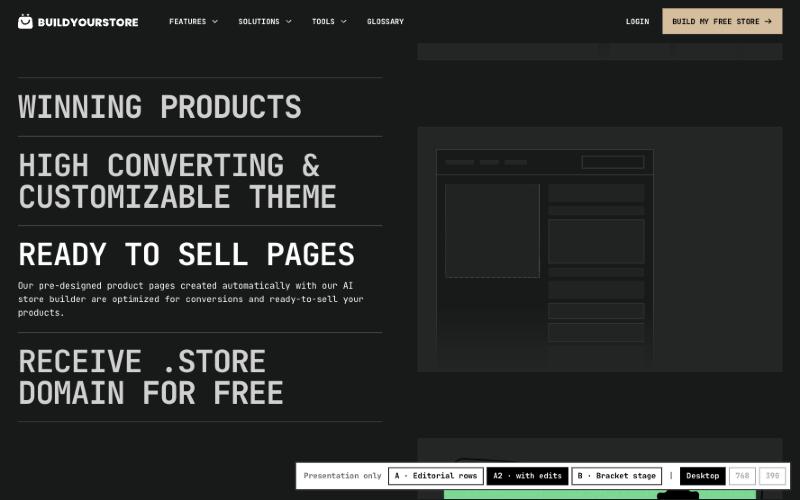 BUILDYOURSTORE FEATURES SOLUTIONS TOOLS GLOSSARY LOGIN BUILD MY FREE STORE →
WINNING PRODUCTS
HIGH CONVERTING &
CUSTOMIZABLE THEME
READY TO SELL PAGES
Our pre-designed product pages created automatically with our AI
store builder are optimized for conversions and ready-to-sell your
products.
RECEIVE .STORE
DOMAIN FOR FREE
Presentation only A · Editorial rows A2 · with edits B · Bracket stage | Desktop 768 390